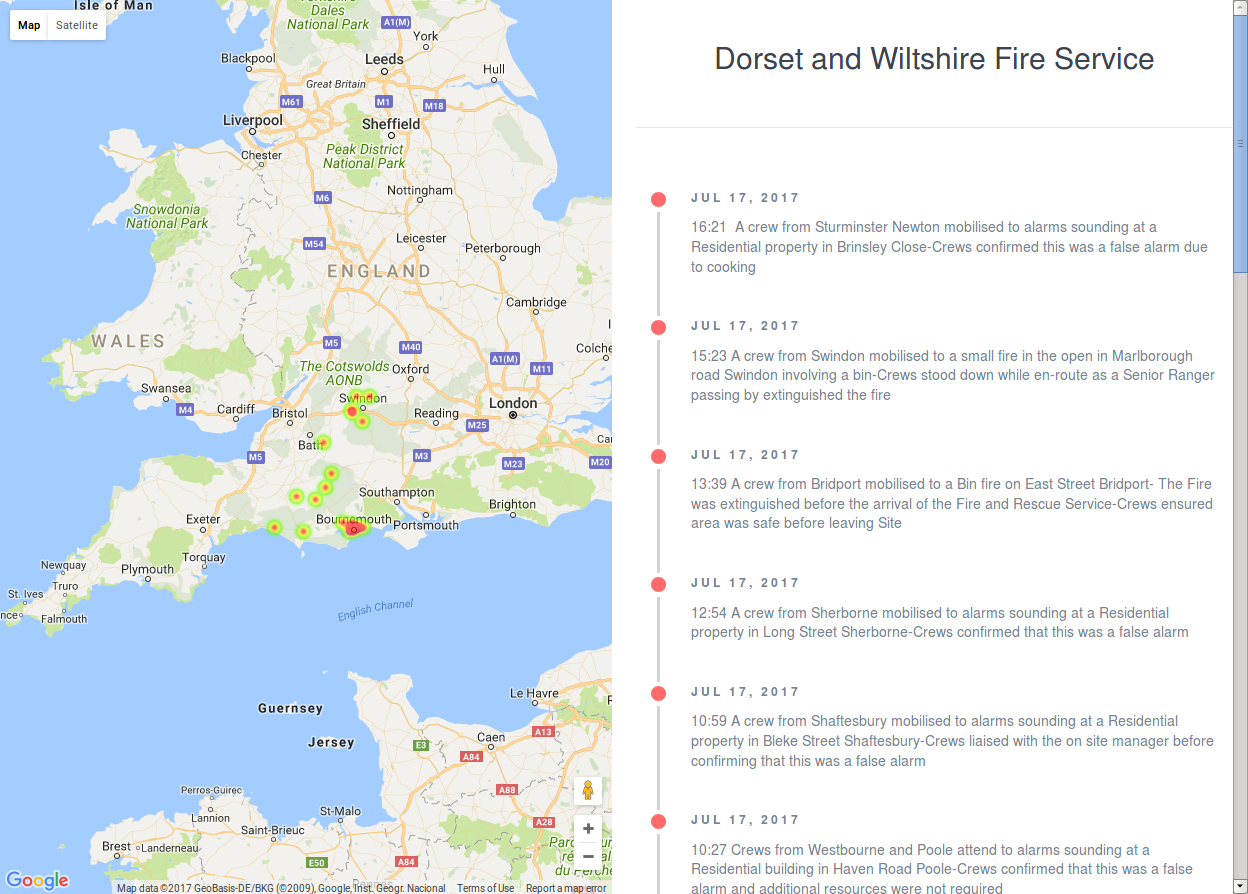 Isle of Man
Yorkshire
Dales
National Park
A1(M)
Map
Satellite
York
Blackpool
Leeds
Hull
Great Britain
M61
M1
M18
Liverpool
Sheffield
Chester
Peak District
National Park
M6
Nottingham
Snowdonia
National Park
M54
Leicester
Peterborough
ENGLAND
Cambridge
WALES
M5
M40
Colche
A1(M)
The Cotswolds
AONB
Oxford
M11
Swansea
Swindon
M4
Cardiff
Bristol
Reading
London
M25
Bath
Car
M5
M3
M23
M20
Southampton
Brighton
Exeter
Bournemouth
Portsmouth
Torquay
Newquay
Plymouth
Truro
St. Ives
nce
Falmouth
English Channel
Le Havre
Guernsey
A13
Jersey
E3
Caen
A84
Perros-Guirec
A88
Lannion
St-Malo
Saint-Brieuc
A28
Brest
Landerneau
E50
A84
Google
Map data ©2017 GeoBasis-DE/BKG (©2009), Google, Inst. Geogr. Nacional
Terms of Use
Report a map error
Dorset and Wiltshire Fire Service
JUL 17, 2017
16:21 A crew from Sturminster Newton mobilised to alarms sounding at a
Residential property in Brinsley Close-Crews confirmed this was a false alarm due
to cooking
JUL 17, 2017
15:23 A crew from Swindon mobilised to a small fire in the open in Marlborough
road Swindon involving a bin-Crews stood down while en-route as a Senior Ranger
passing by extinguished the fire
JUL 17, 2017
13:39 A crew from Bridport mobilised to a Bin fire on East Street Bridport- The Fire
was extinguished before the arrival of the Fire and Rescue Service-Crews ensured
area was safe before leaving Site
JUL 17, 2017
12:54 A crew from Sherborne mobilised to alarms sounding at a Residential
property in Long Street Sherborne-Crews confirmed that this was a false alarm
JUL 17, 2017
10:59 A crew from Shaftesbury mobilised to alarms sounding at a Residential
property in Bleke Street Shaftesbury-Crews liaised with the on site manager before
confirming that this was a false alarm
JUL 17, 2017
10:27 Crews from Westbourne and Poole attend to alarms sounding at a
Residential building in Haven Road Poole-Crews confirmed that this was a false
alarm and additional resources were not required